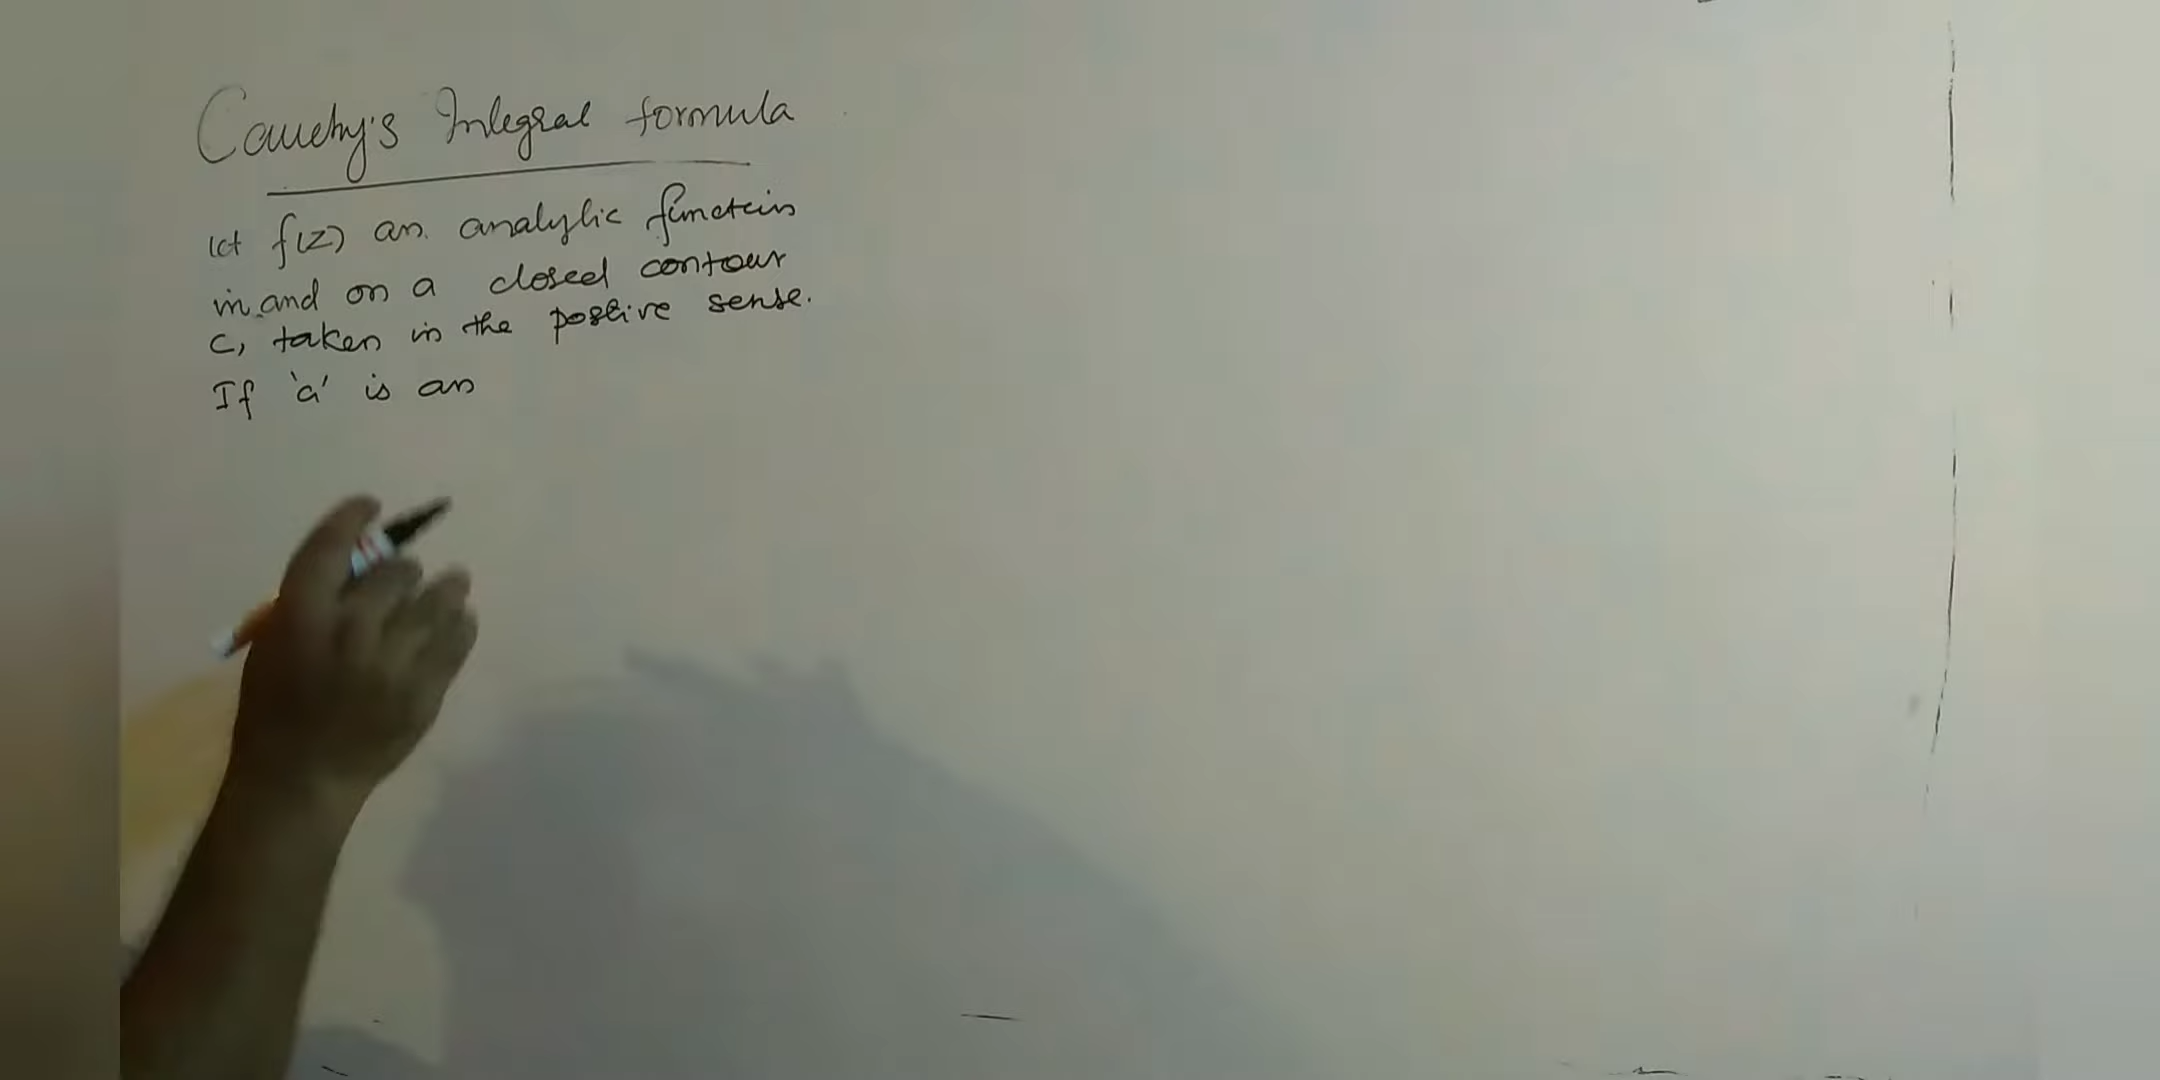 Cauchy's Integral formula
let f(z) an analytic function
in and on a closed contour
c, taken in the positive sense.
If 'a' is an